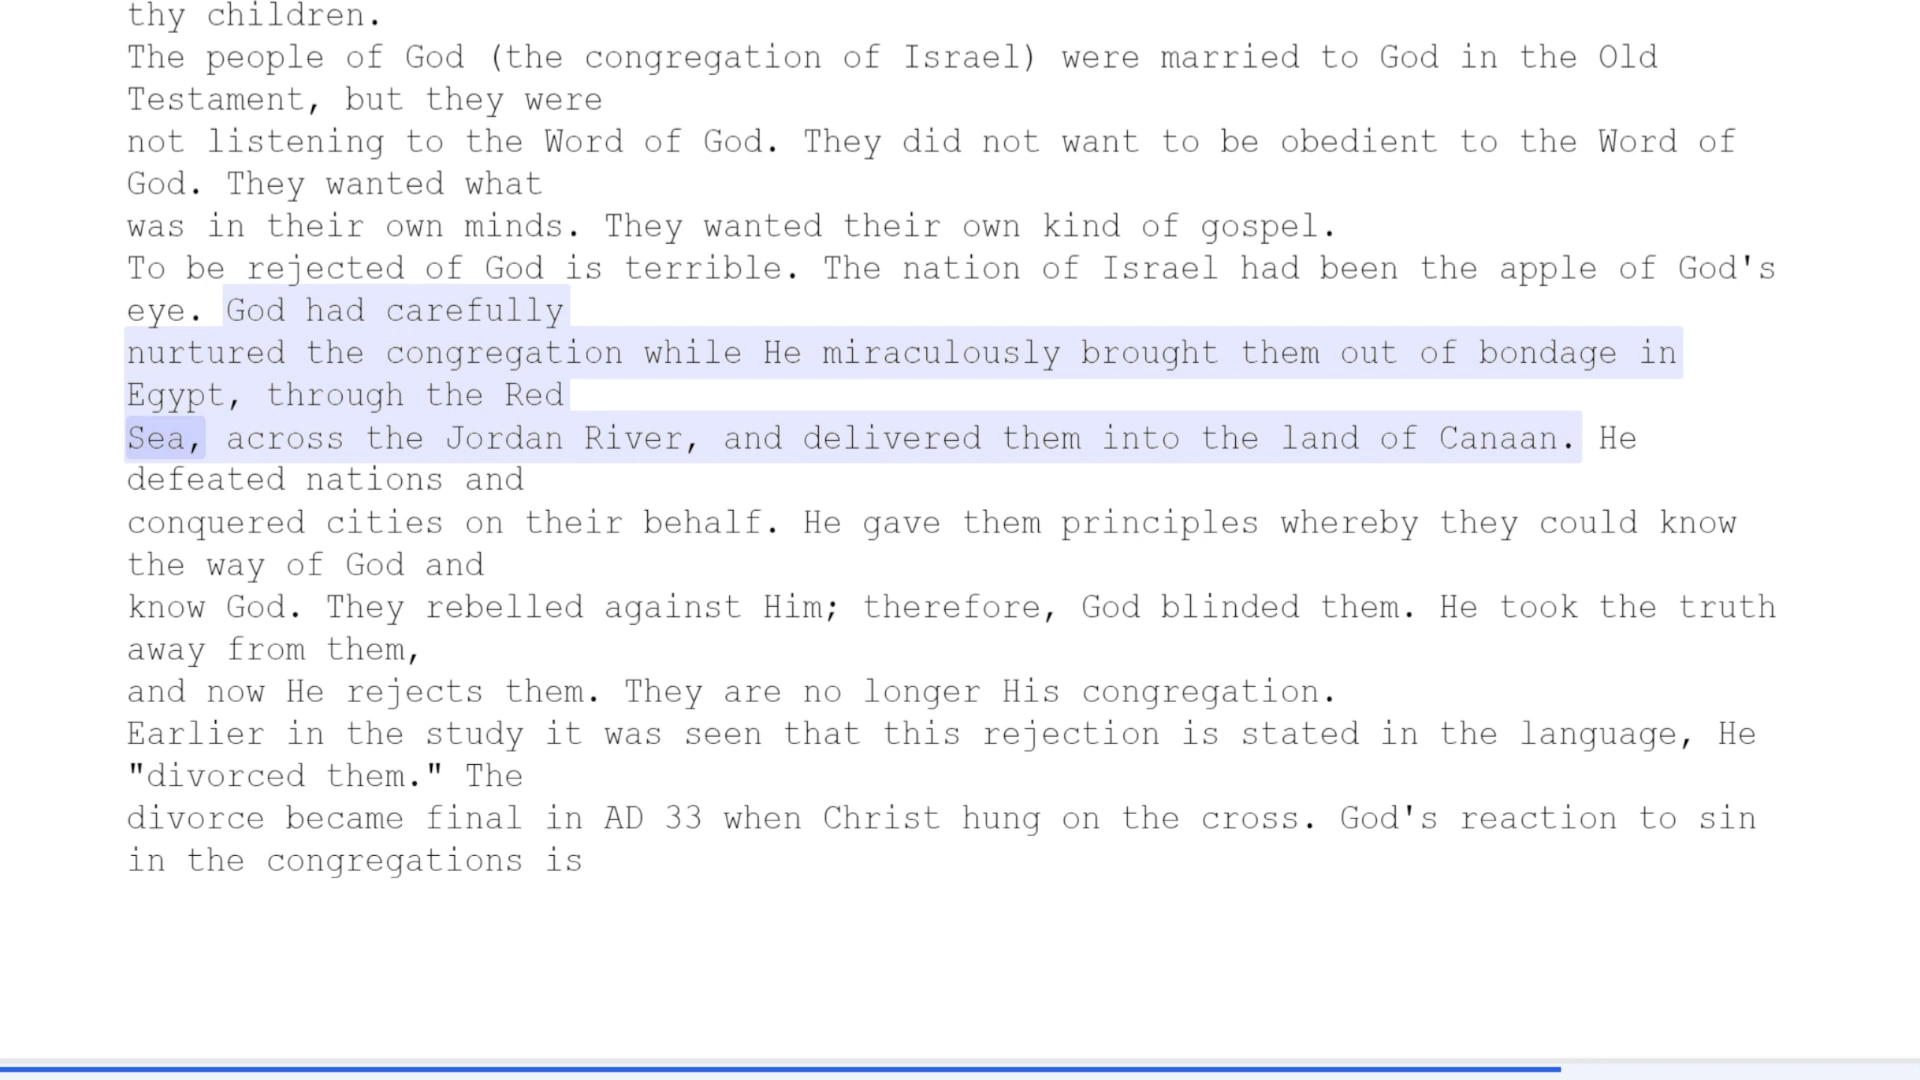 thy children.
The people of God (the congregation of Israel) were married to God in the Old
Testament, but they were
not listening to the Word of God. They did not want to be obedient to the Word of
God. They wanted what
was in their own minds. They wanted their own kind of gospel.
To be rejected of God is terrible. The nation of Israel had been the apple of God's
eye. God had carefully
nurtured the congregation while He miraculously brought them out of bondage in
Egypt, through the Red
Sea, across the Jordan River, and delivered them into the land of Canaan. He
defeated nations and
conquered cities on their behalf. He gave them principles whereby they could know
the way of God and
know God. They rebelled against Him; therefore, God blinded them. He took the truth
away from them,
and now He rejects them. They are no longer His congregation.
Earlier in the study it was seen that this rejection is stated in the language, He
"divorced them." The
divorce became final in AD 33 when Christ hung on the cross. God's reaction to sin
in the congregations is